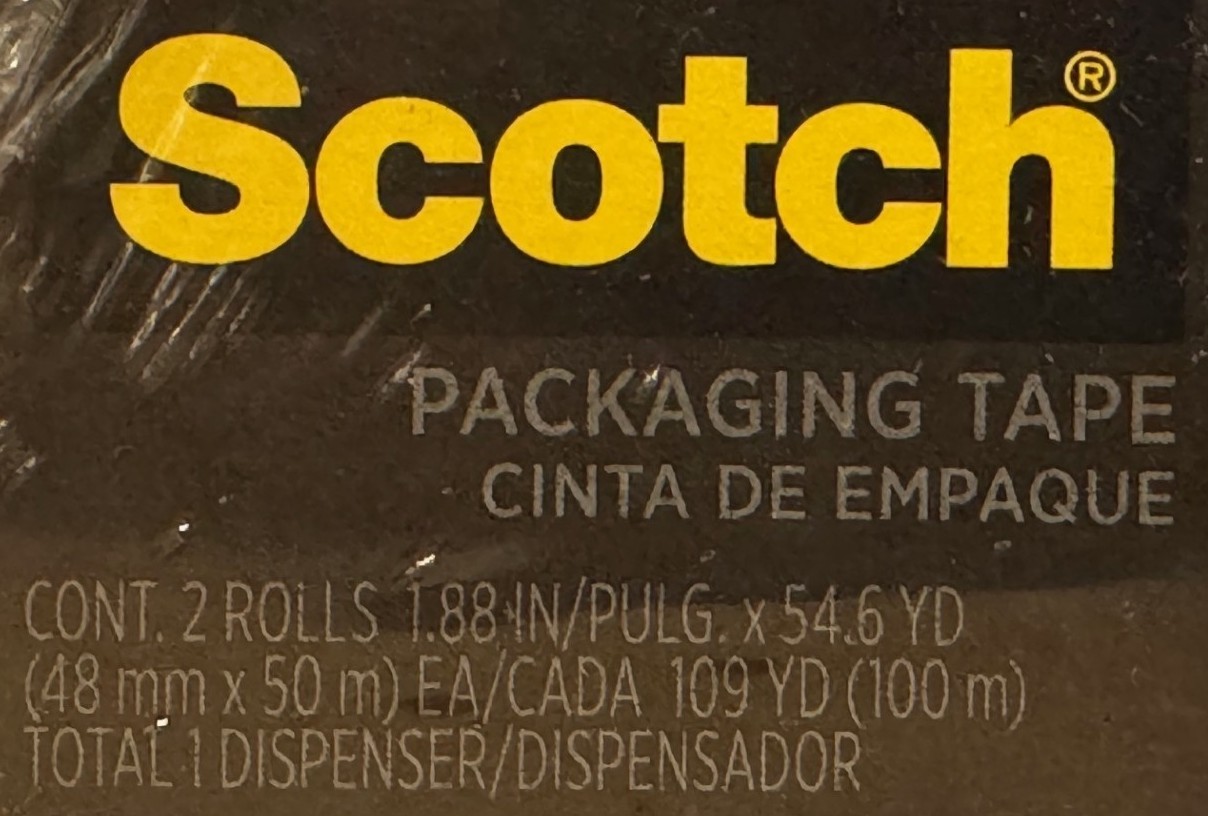 Scotch®
PACKAGING TAPE
CINTA DE EMPAQUE
CONT. 2 ROLLS 1.88 IN/PULG. x 54.6 YD
(48 mm x 50 m) EA/CADA 109 YD (100 m)
TOTAL 1 DISPENSER/DISPENSADOR